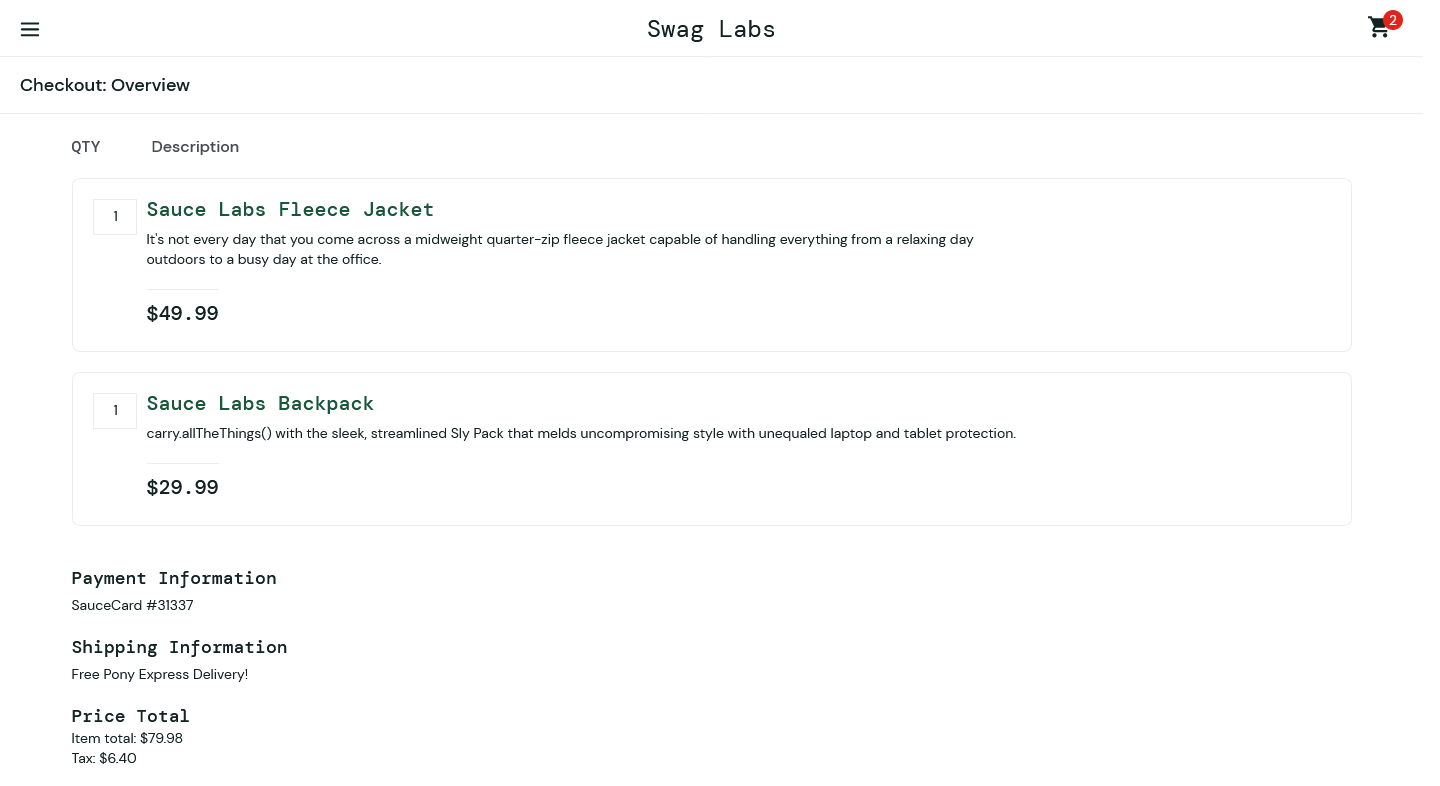 Swag Labs
2
Checkout: Overview
QTY Description
1
Sauce Labs Fleece Jacket
It's not every day that you come across a midweight quarter-zip fleece jacket capable of handling everything from a relaxing day
outdoors to a busy day at the office.
$49.99
1
Sauce Labs Backpack
carry.allTheThings() with the sleek, streamlined Sly Pack that melds uncompromising style with unequaled laptop and tablet protection.
$29.99
Payment Information
SauceCard #31337
Shipping Information
Free Pony Express Delivery!
Price Total
Item total: $79.98
Tax: $6.40